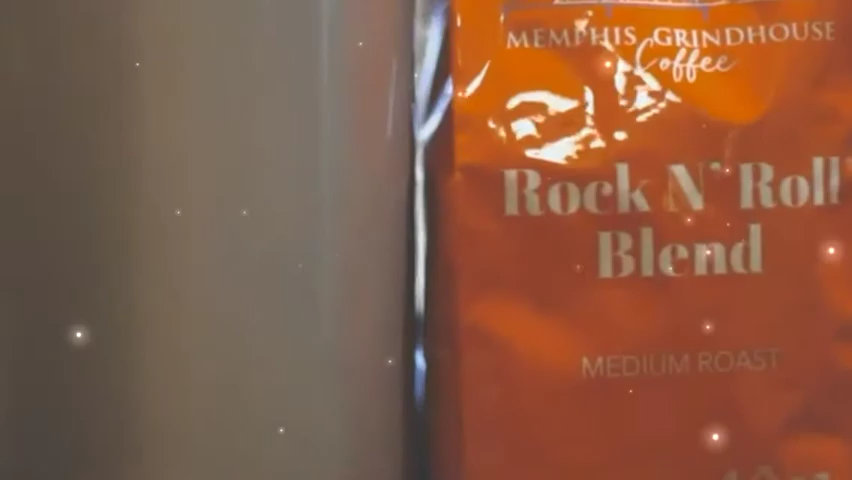 MEMPHIS GRINDHOUSE
Coffee
Rock N' Roll
Blend
MEDIUM ROAST